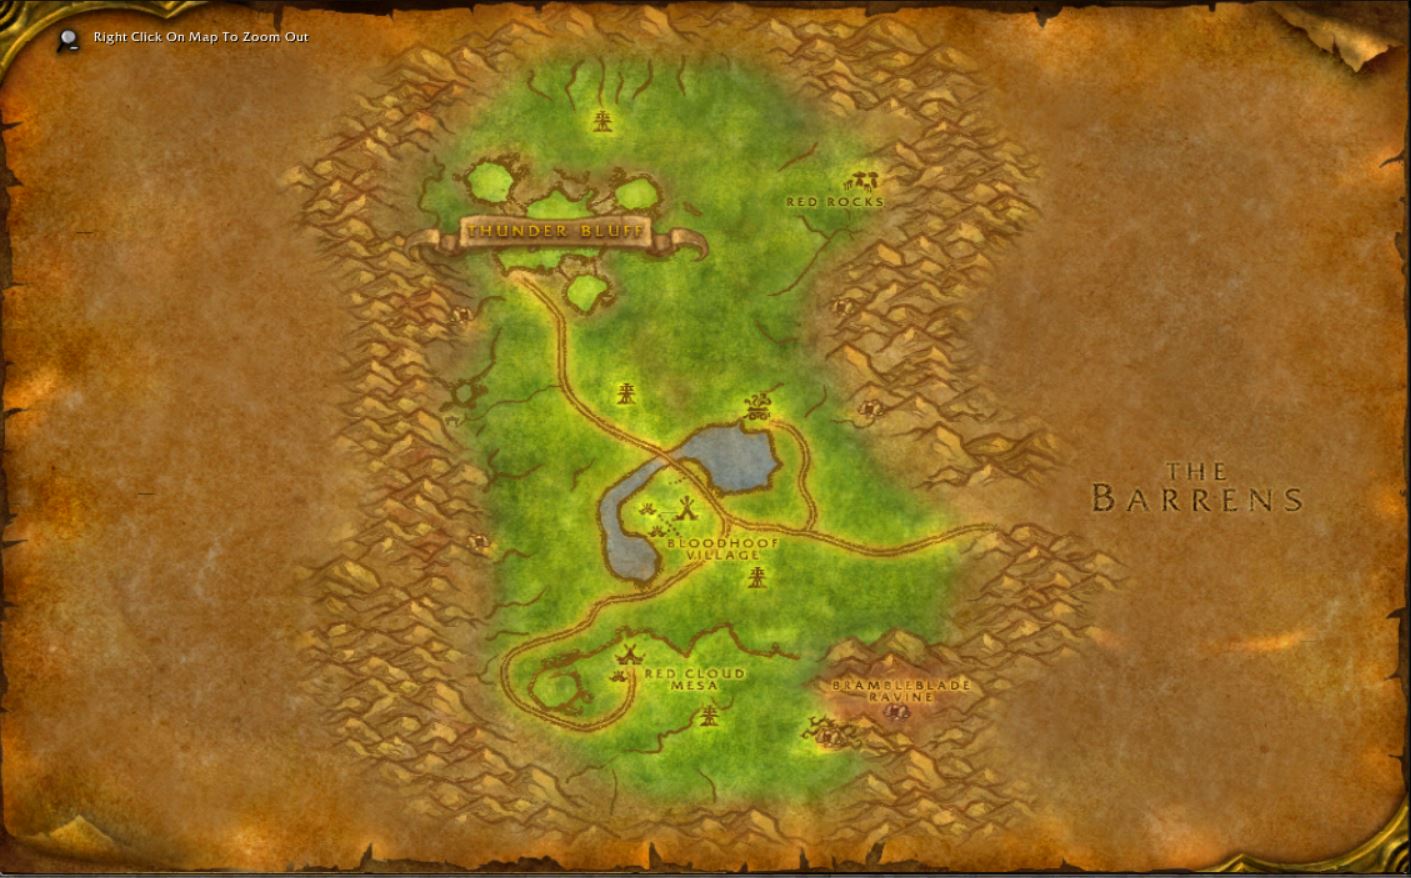 Right Click On Map To Zoom Out
RED ROCKS
THUNDER BLUFF
THE
BARRENS
BLOODHOOF
VILLAGE
RED CLOUD
MESA
BRAMBLEBLADE
RAVINE